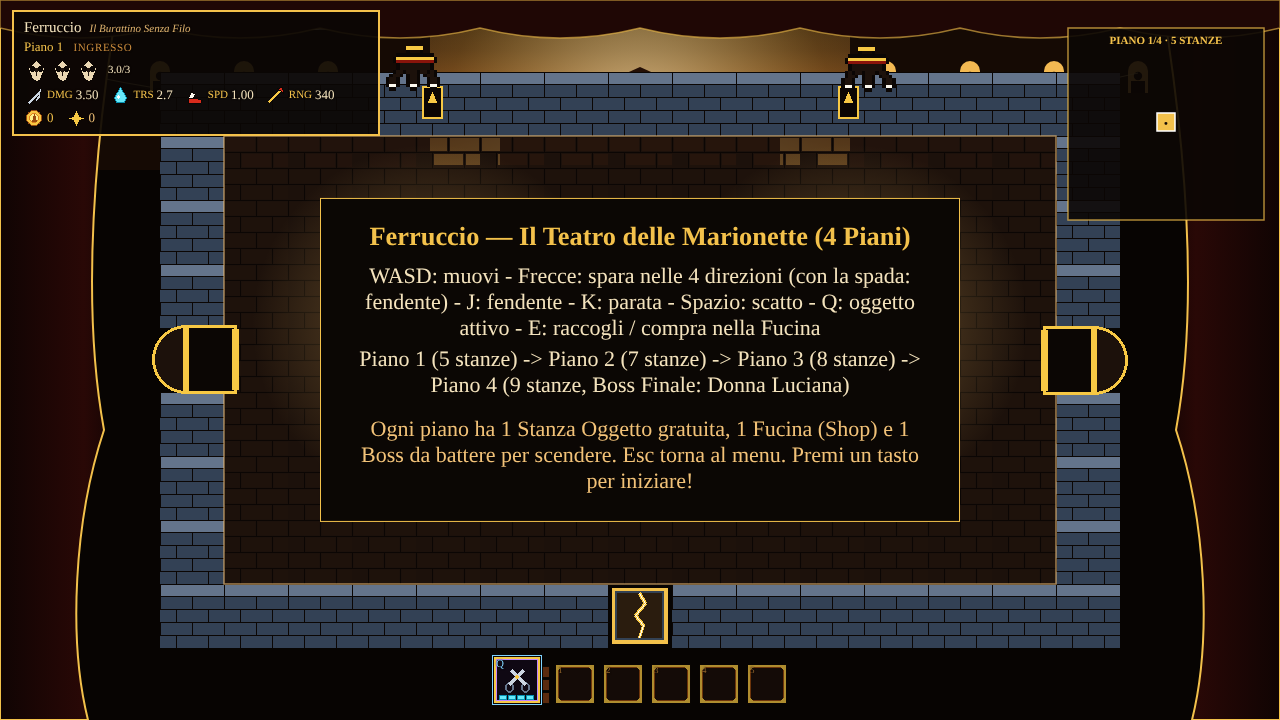 Ferruccio Il Burattino Senza Filo
Piano 1 INGRESSO
3.0/3
DMG 3.50 TRS 2.7 SPD 1.00 RNG 340
0 0
PIANO 1/4 · 5 STANZE
Ferruccio — Il Teatro delle Marionette (4 Piani)
WASD: muovi - Frecce: spara nelle 4 direzioni (con la spada:
fendente) - J: fendente - K: parata - Spazio: scatto - Q: oggetto
attivo - E: raccogli / compra nella Fucina
Piano 1 (5 stanze) -> Piano 2 (7 stanze) -> Piano 3 (8 stanze) ->
Piano 4 (9 stanze, Boss Finale: Donna Luciana)
Ogni piano ha 1 Stanza Oggetto gratuita, 1 Fucina (Shop) e 1
Boss da battere per scendere. Esc torna al menu. Premi un tasto
per iniziare!
Q 1 2 3 4 5